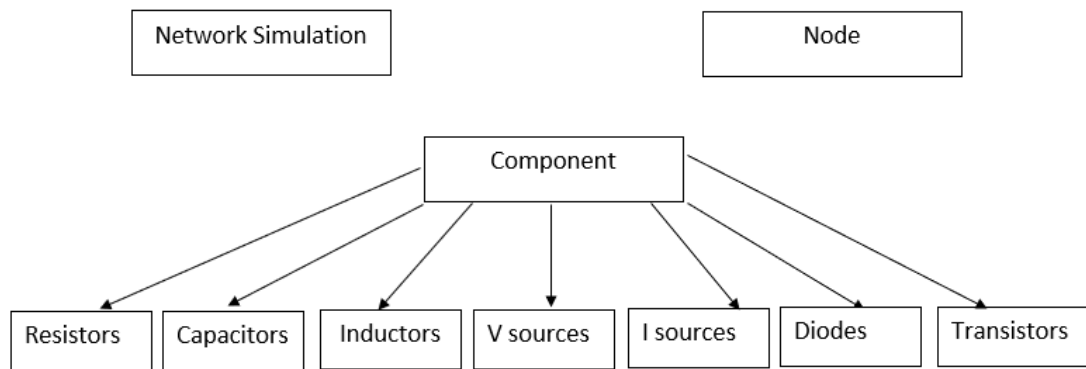 Network Simulation
Node
Component
Resistors
Capacitors
Inductors
V sources
I sources
Diodes
Transistors